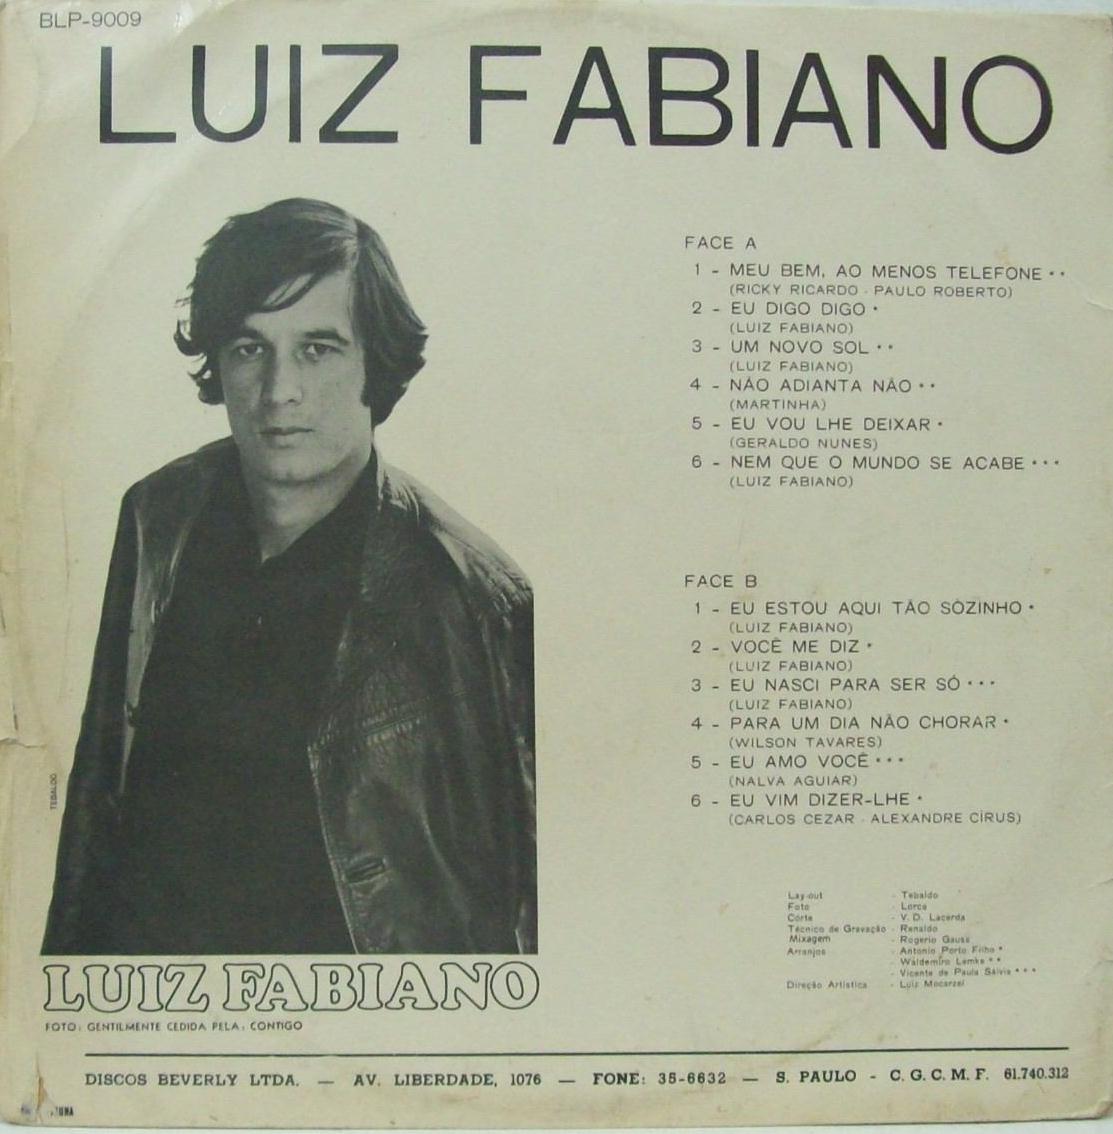 BLP-9009
LUIZ FABIANO
FACE A
1 - MEU BEM, AO MENOS TELEFONE **
(RICKY RICARDO - PAULO ROBERTO)
2 - EU DIGO DIGO *
(LUIZ FABIANO)
3 - UM NOVO SOL **
(LUIZ FABIANO)
4 - NÃO ADIANTA NÃO **
(MARTINHA)
5 - EU VOU LHE DEIXAR *
(GERALDO NUNES)
6 - NEM QUE O MUNDO SE ACABE ***
(LUIZ FABIANO)
FACE B
1 - EU ESTOU AQUI TÃO SÒZINHO *
(LUIZ FABIANO)
2 - VOCÊ ME DIZ *
(LUIZ FABIANO)
3 - EU NASCI PARA SER SÓ ***
(LUIZ FABIANO)
4 - PARA UM DIA NÃO CHORAR *
(WILSON TAVARES)
5 - EU AMO VOCÊ ***
(NALVA AGUIAR)
6 - EU VIM DIZER-LHE *
(CARLOS CEZAR - ALEXANDRE CÍRUS)
TEBALDO
Lay-out - Tebaldo
Foto - Lorca
Córte - V. D. Lacerda
Técnico de Gravação - Renaldo
Mixagem - Rogerio Gauss
Arranjos - Antonio Porto Filho *
- Waldemiro Lemke **
- Vicente de Paula Sálvia ***
Direção Artística - Luiz Mocarzel
LUIZ FABIANO
FOTO: GENTILMENTE CEDIDA PELA: CONTIGO
DISCOS BEVERLY LTDA. — AV. LIBERDADE, 1076 — FONE: 35-6632 — S. PAULO - C. G. C. M. F. 61.740.312